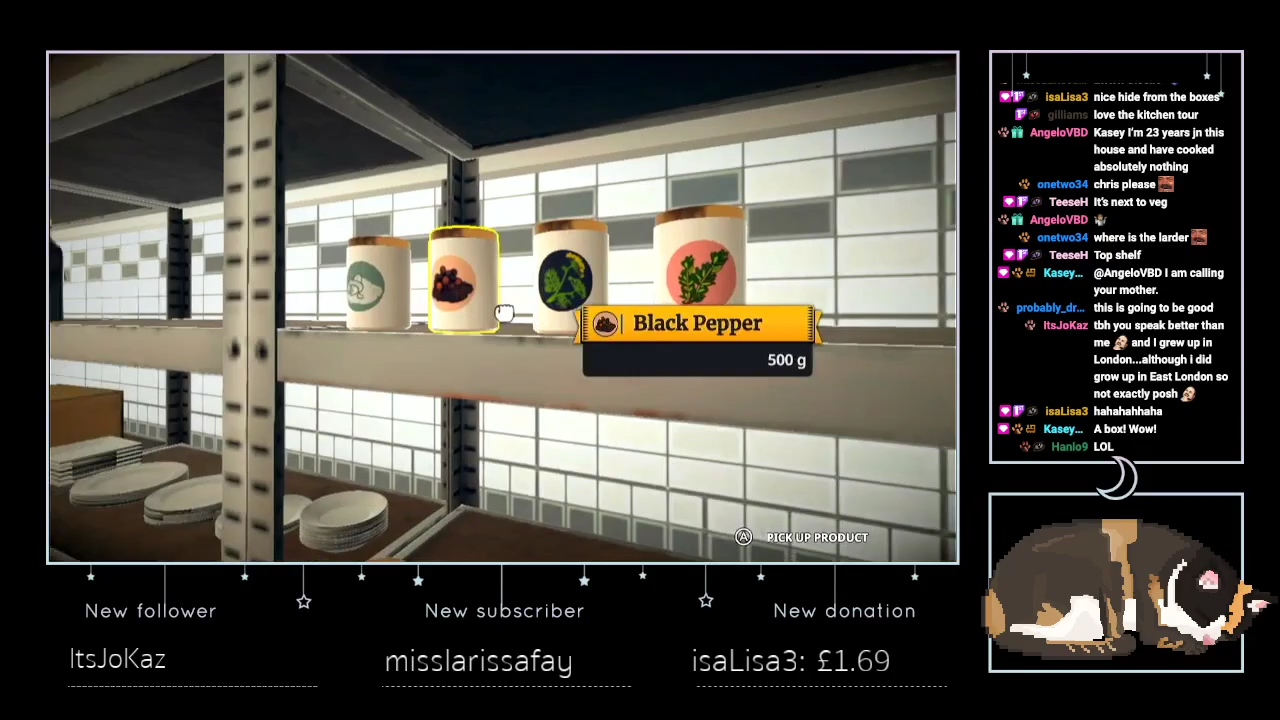 Black Pepper
500 g
A PICK UP PRODUCT
isaLisa3 nice hide from the boxes
gilliams love the kitchen tour
AngeloVBD Kasey I'm 23 years jn this
house and have cooked
absolutely nothing
onetwo34 chris please
TeeseH It's next to veg
AngeloVBD
onetwo34 where is the larder
TeeseH Top shelf
Kasey... @AngeloVBD I am calling
your mother.
probably_dr... this is going to be good
ItsJoKaz tbh you speak better than
me and I grew up in
London...although i did
grow up in East London so
not exactly posh
isaLisa3 hahahahhaha
Kasey... A box! Wow!
Hanlo9 LOL
New follower
New subscriber
New donation
ItsJoKaz
misslarissafay
isaLisa3: £1.69